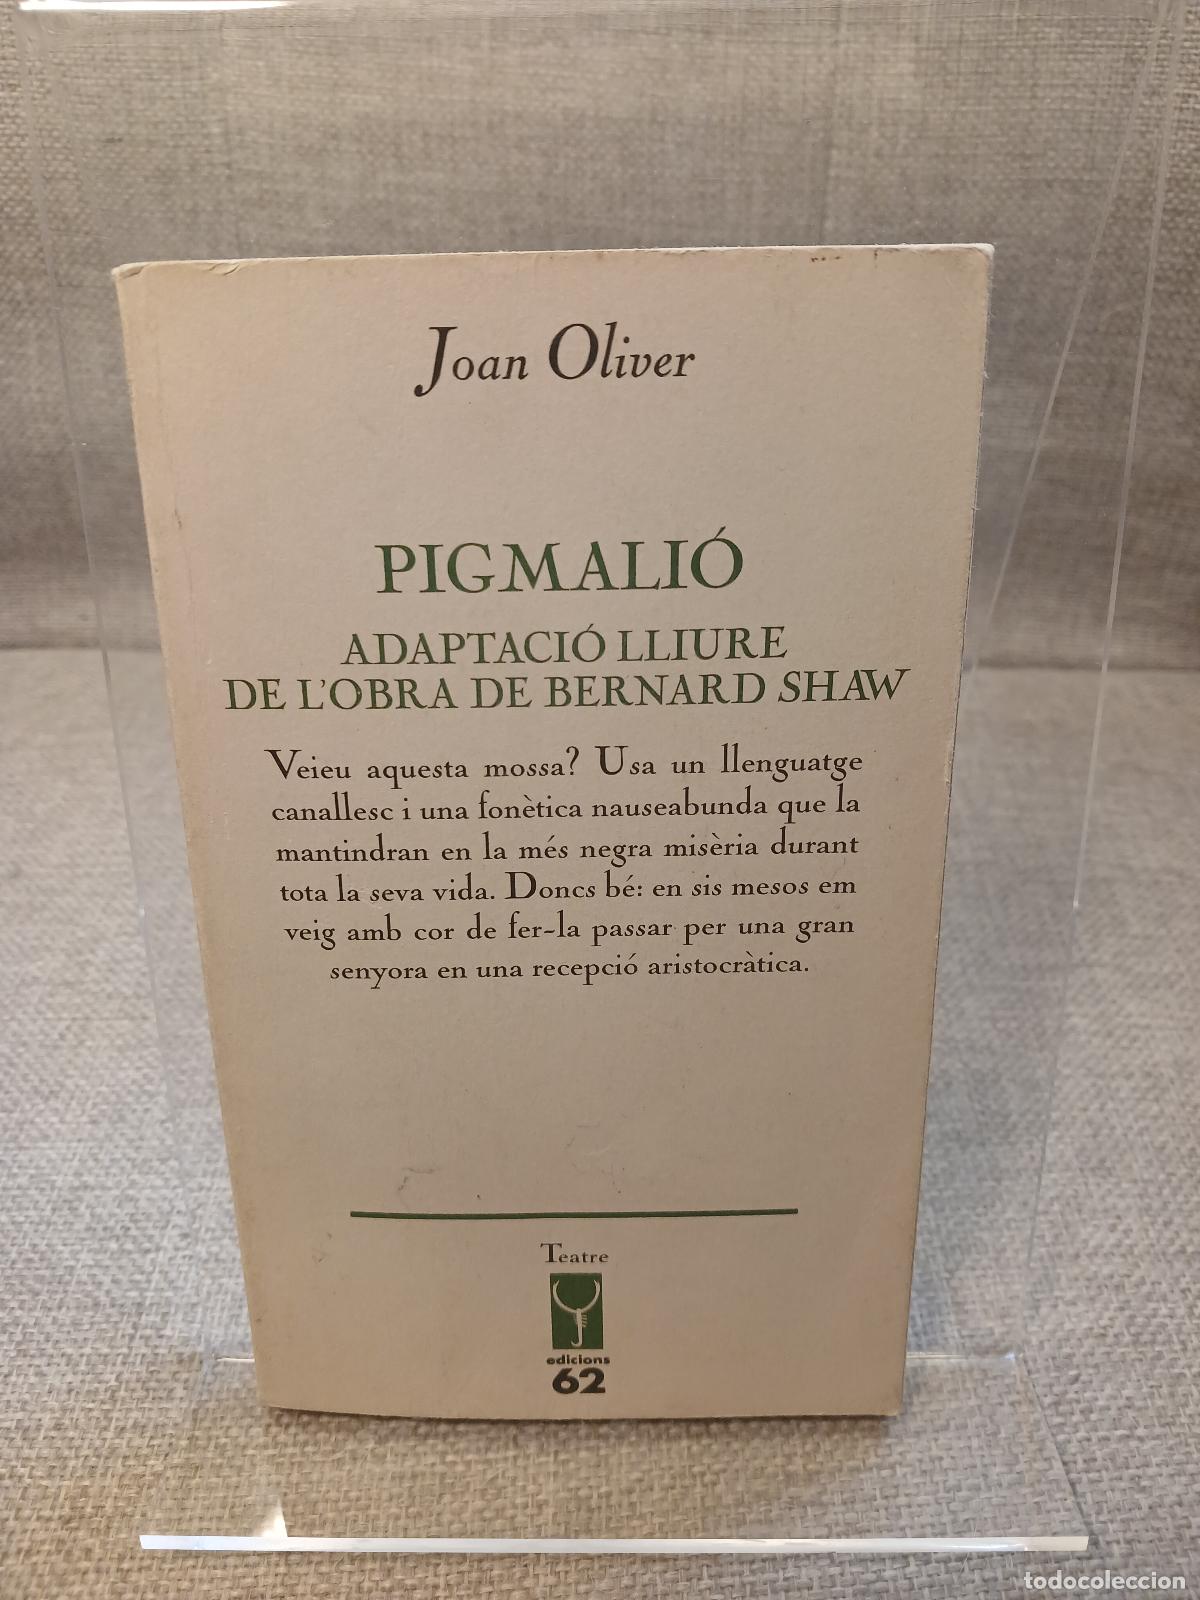 Joan Oliver
PIGMALIÓ
ADAPTACIÓ LLIURE
DE L'OBRA DE BERNARD SHAW
Veieu aquesta mossa? Usa un llenguatge
canallesc i una fonètica nauseabunda que la
mantindran en la més negra misèria durant
tota la seva vida. Doncs bé: en sis mesos em
veig amb cor de fer-la passar per una gran
senyora en una recepció aristocràtica.
Teatre
edicions
62
todocoleccion